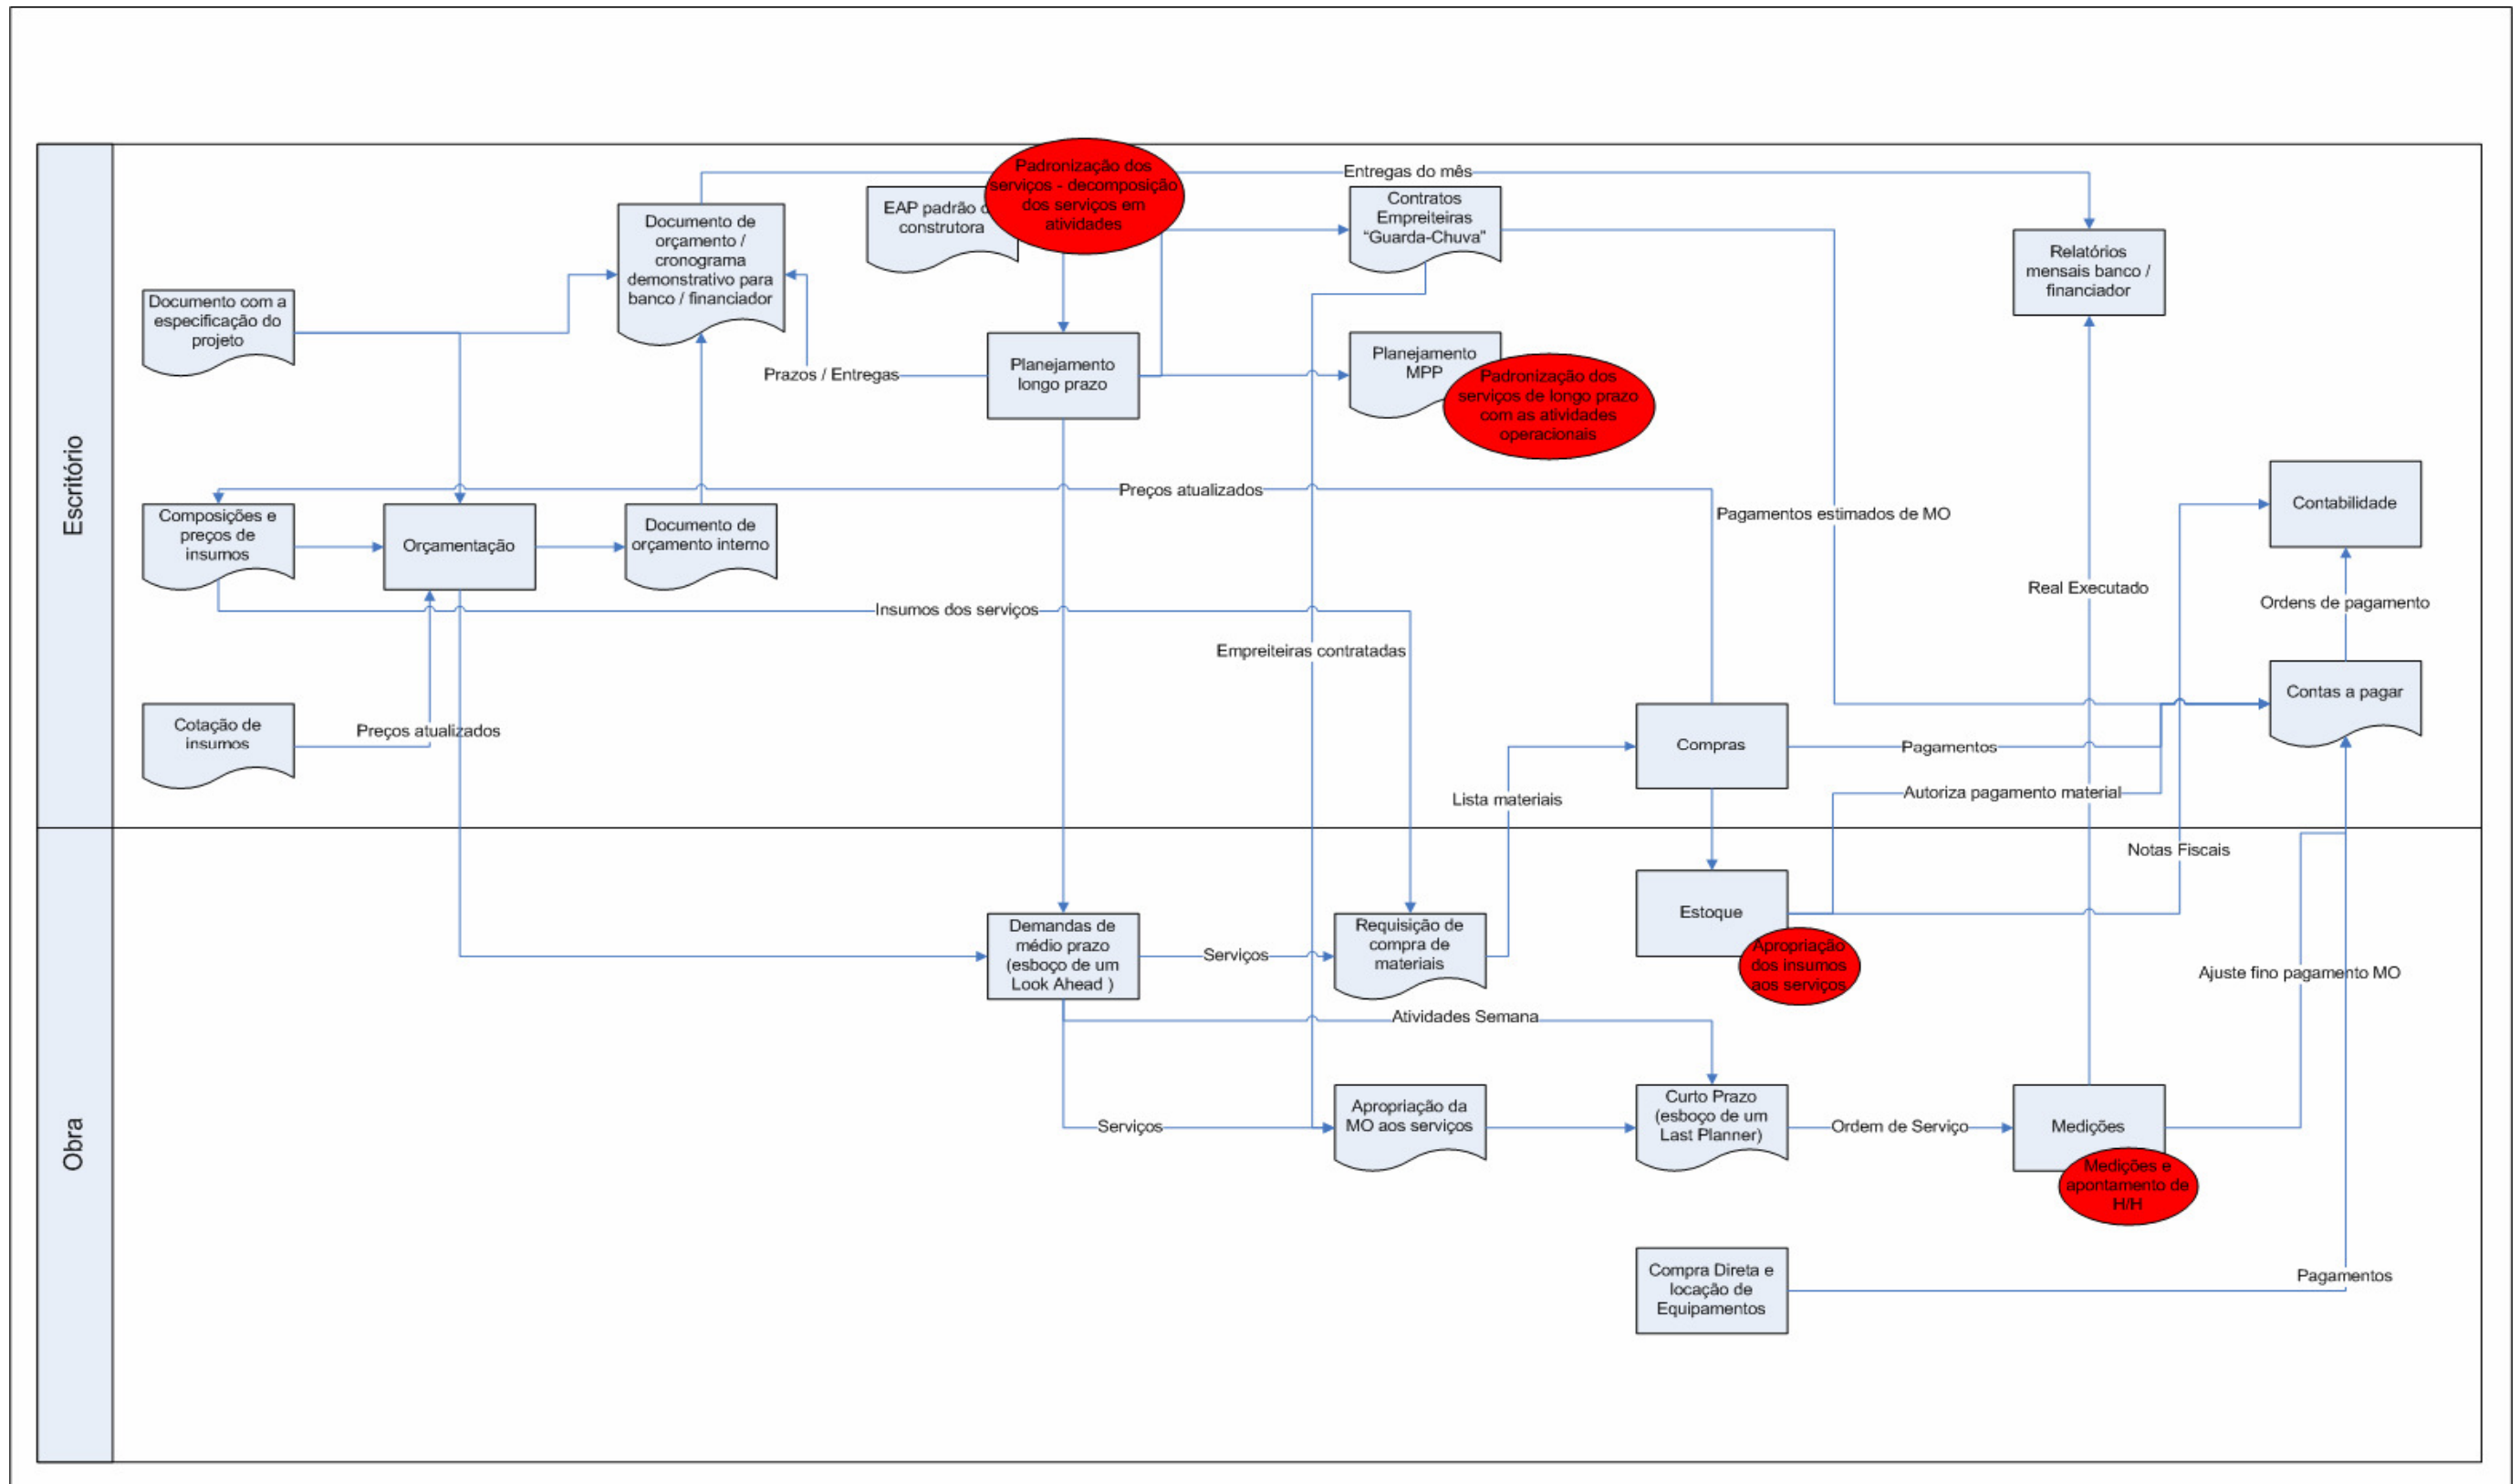 Escritório
Entregas do mês
Padronização dos
serviços - decomposição
dos serviços em
atividades
EAP padrão
construtora
Contratos
Empreiteiras
“Guarda-Chuva”
Documento de
orçamento /
cronograma
demonstrativo para
banco / financiador
Relatórios
mensais banco /
financiador
Documento com a
especificação do
projeto
Prazos / Entregas
Planejamento
longo prazo
Planejamento
MPP
Padronização dos
serviços de longo prazo
com as atividades
operacionais
Preços atualizados
Pagamentos estimados de MO
Contabilidade
Composições e
preços de
insumos
Orçamentação
Documento de
orçamento interno
Real Executado
Ordens de pagamento
Insumos dos serviços
Empreiteiras contratadas
Contas a pagar
Cotação de
insumos
Preços atualizados
Compras
Pagamentos
Lista materiais
Autoriza pagamento material
Obra
Notas Fiscais
Estoque
Demandas de
médio prazo
(esboço de um
Look Ahead )
Serviços
Requisição de
compra de
materiais
Apropriação
dos insumos
aos serviços
Ajuste fino pagamento MO
Atividades Semana
Serviços
Apropriação da
MO aos serviços
Curto Prazo
(esboço de um
Last Planner)
Ordem de Serviço
Medições
Medições e
apontamento de
H/H
Compra Direta e
locação de
Equipamentos
Pagamentos